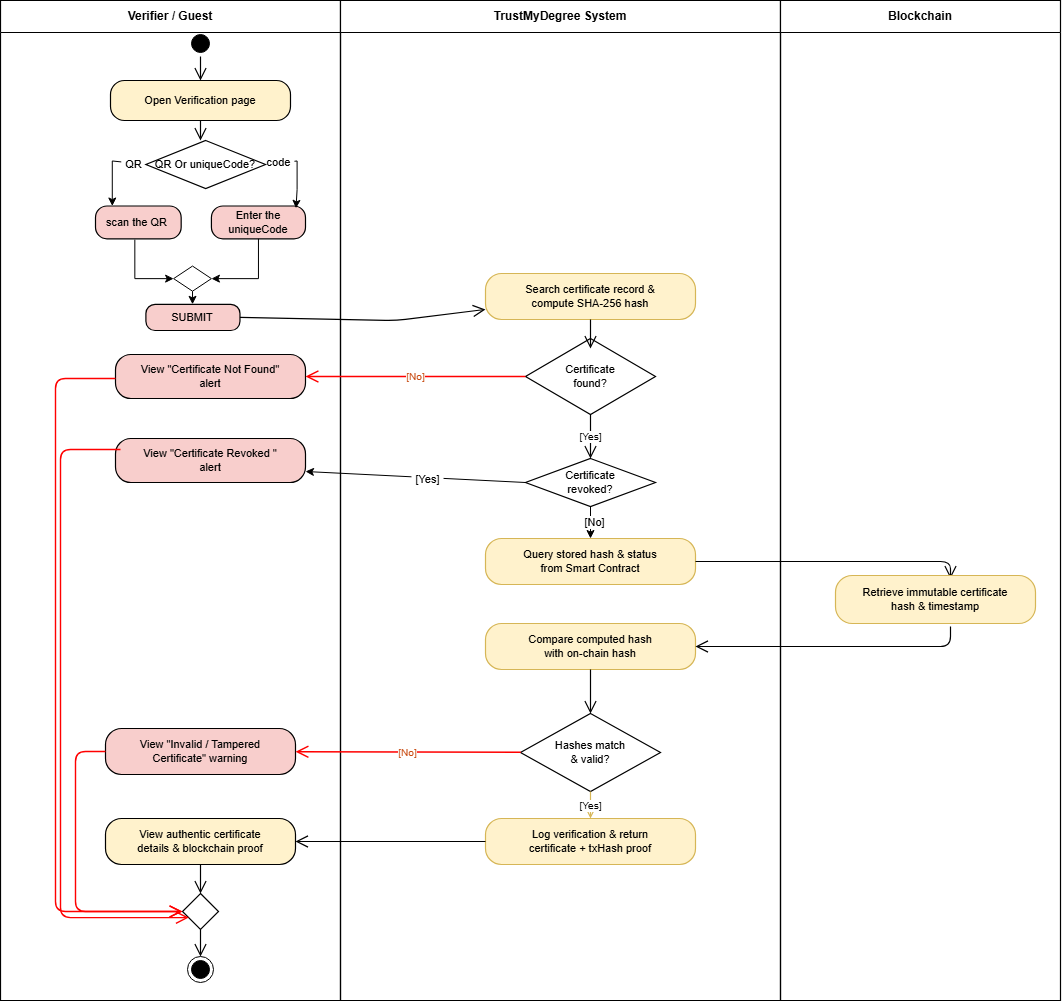 Verifier / Guest
TrustMyDegree System
Blockchain
Open Verification page
QR
QR Or uniqueCode?
code
scan the QR
Enter the
uniqueCode
SUBMIT
Search certificate record &
compute SHA-256 hash
View "Certificate Not Found"
alert
[No]
Certificate
found?
[Yes]
View "Certificate Revoked "
alert
[Yes]
Certificate
revoked?
[No]
Query stored hash & status
from Smart Contract
Retrieve immutable certificate
hash & timestamp
Compare computed hash
with on-chain hash
View "Invalid / Tampered
Certificate" warning
[No]
Hashes match
& valid?
[Yes]
View authentic certificate
details & blockchain proof
Log verification & return
certificate + txHash proof